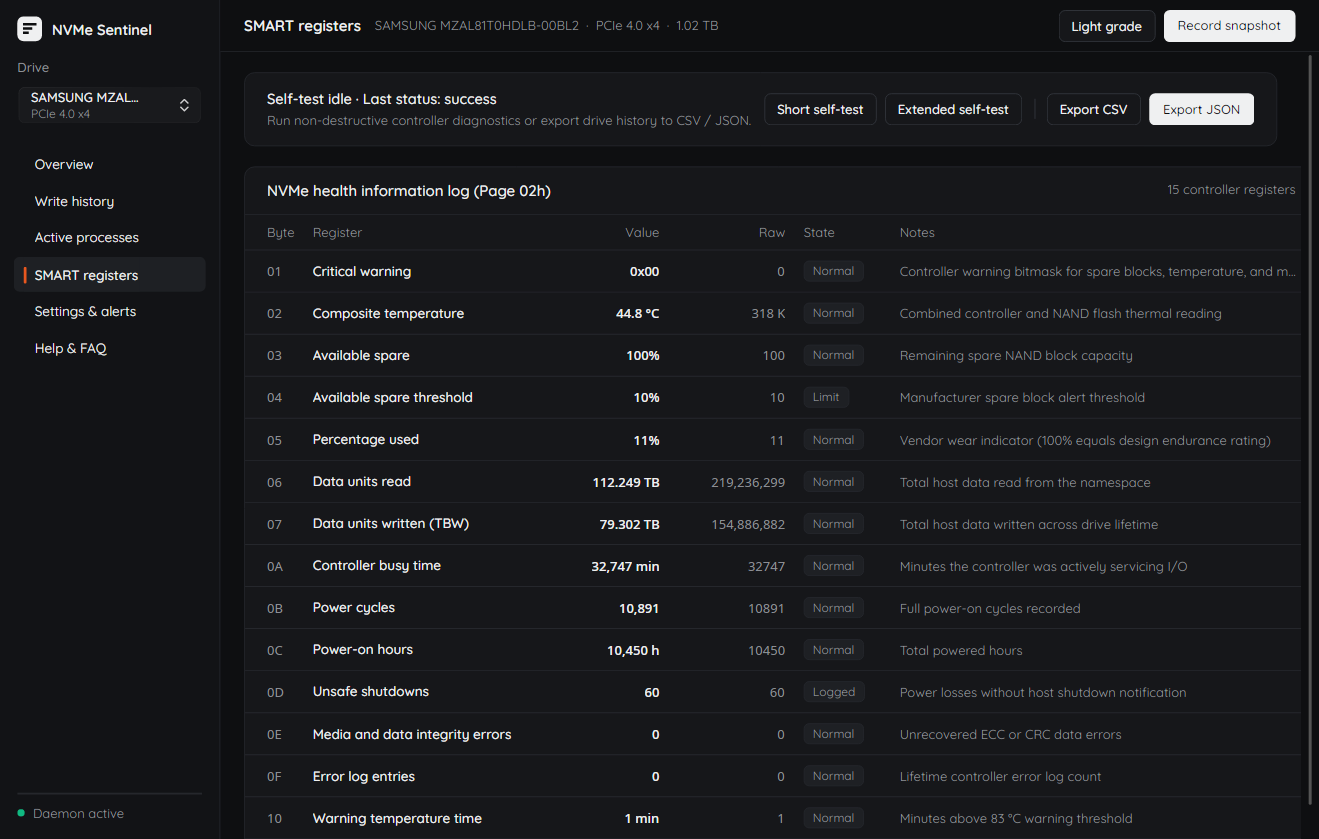 NVMe Sentinel
Drive
SAMSUNG MZAL...
PCIe 4.0 x4
Overview
Write history
Active processes
SMART registers
Settings & alerts
Help & FAQ
Daemon active
SMART registers SAMSUNG MZAL81T0HDLB-00BL2 · PCIe 4.0 x4 · 1.02 TB Light grade Record snapshot
Self-test idle · Last status: success
Run non-destructive controller diagnostics or export drive history to CSV / JSON.
Short self-test Extended self-test Export CSV Export JSON
NVMe health information log (Page 02h) 15 controller registers
Byte Register Value Raw State Notes
01 Critical warning 0x00 0 Normal Controller warning bitmask for spare blocks, temperature, and m...
02 Composite temperature 44.8 °C 318 K Normal Combined controller and NAND flash thermal reading
03 Available spare 100% 100 Normal Remaining spare NAND block capacity
04 Available spare threshold 10% 10 Limit Manufacturer spare block alert threshold
05 Percentage used 11% 11 Normal Vendor wear indicator (100% equals design endurance rating)
06 Data units read 112.249 TB 219,236,299 Normal Total host data read from the namespace
07 Data units written (TBW) 79.302 TB 154,886,882 Normal Total host data written across drive lifetime
0A Controller busy time 32,747 min 32747 Normal Minutes the controller was actively servicing I/O
0B Power cycles 10,891 10891 Normal Full power-on cycles recorded
0C Power-on hours 10,450 h 10450 Normal Total powered hours
0D Unsafe shutdowns 60 60 Logged Power losses without host shutdown notification
0E Media and data integrity errors 0 0 Normal Unrecovered ECC or CRC data errors
0F Error log entries 0 0 Normal Lifetime controller error log count
10 Warning temperature time 1 min 1 Normal Minutes above 83 °C warning threshold